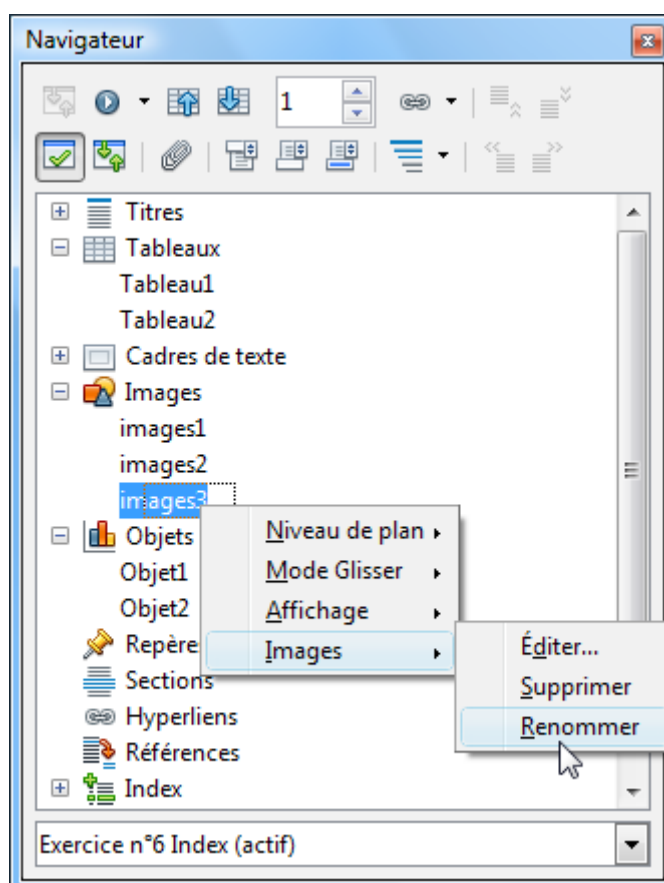 Navigateur
1
Titres
Tableaux
Tableau1
Tableau2
Cadres de texte
Images
images1
images2
images3
Objets
Niveau de plan
Objet1
Mode Glisser
Objet2
Affichage
Images
Éditer...
Sections
Supprimer
Hyperliens
Renommer
Références
Index
Exercice n°6 Index (actif)